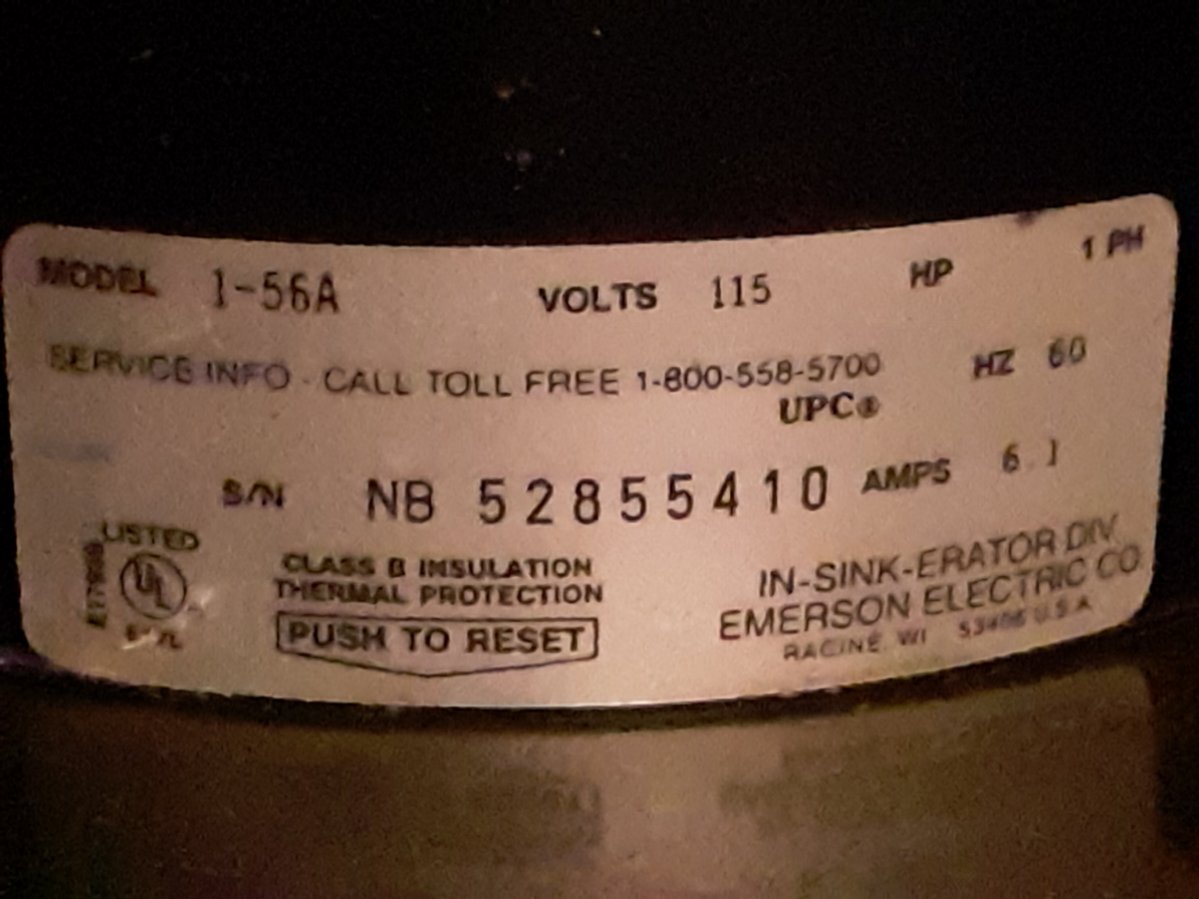 MODEL 1-56A VOLTS 115 HP 1 PH
SERVICE INFO - CALL TOLL FREE 1-800-558-5700 HZ 60
UPC®
S/N NB 52855410 AMPS 6.1
LISTED
UL
CLASS B INSULATION
THERMAL PROTECTION
PUSH TO RESET
IN-SINK-ERATOR DIV.
EMERSON ELECTRIC CO
RACINE, WI 53406 U.S.A